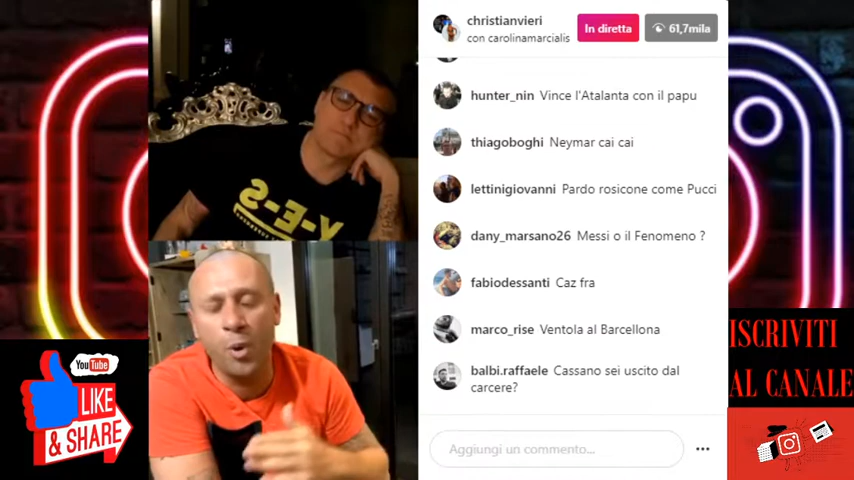 christianvieri
con carolinamarcialis
In diretta
61,7mila
hunter_nin Vince l'Atalanta con il papu
thiagoboghi Neymar cai cai
lettinigiovanni Pardo rosicone come Pucci
dany_marsano26 Messi o il Fenomeno ?
fabiodessanti Caz fra
marco_rise Ventola al Barcellona
balbi.raffaele Cassano sei uscito dal
carcere?
Aggiungi un commento...
Y-E-S
YouTube
LIKE
& SHARE
ISCRIVITI
AL CANALE